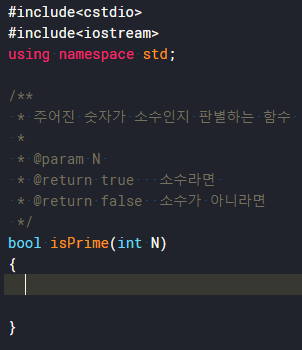 #include<cstdio>
#include<iostream>
using namespace std;
/**
* 주어진 숫자가 소수인지 판별하는 함수
*
* @param N
* @return true 소수라면
* @return false 소수가 아니라면
*/
bool isPrime(int N)
{
}